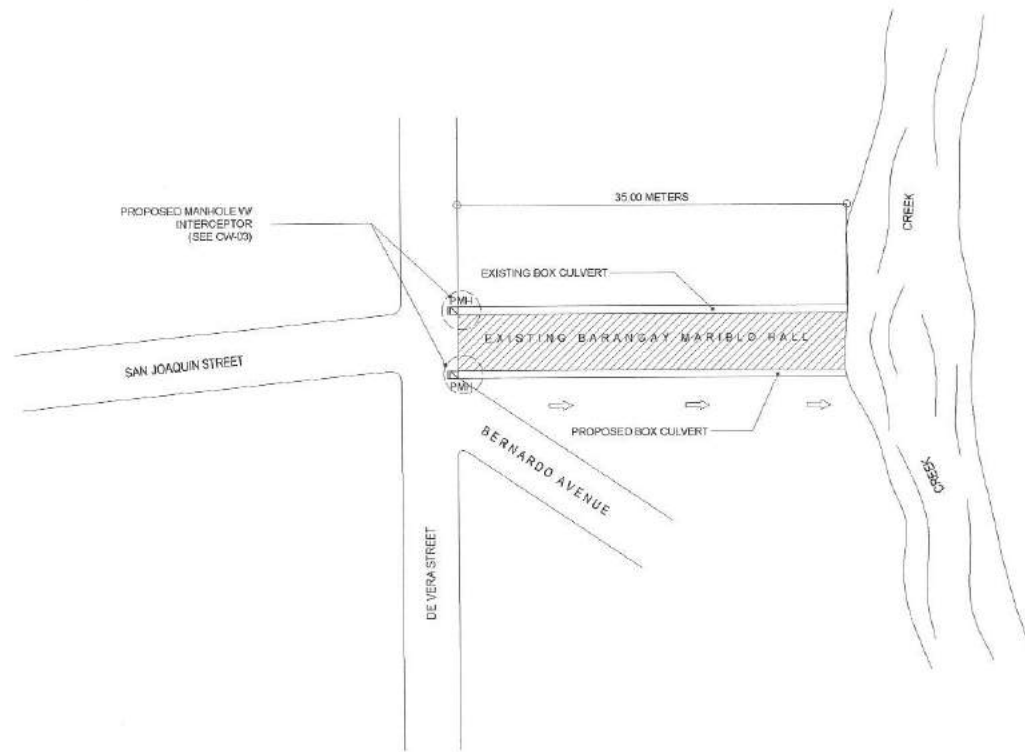 35.00 METERS
CREEK
PROPOSED MANHOLE W/
INTERCEPTOR
(SEE CW-03)
EXISTING BOX CULVERT
PMH
EXISTING BARANGAY MARIBLO HALL
SAN JOAQUIN STREET
PMH
PROPOSED BOX CULVERT
BERNARDO AVENUE
CREEK
DE VERA STREET